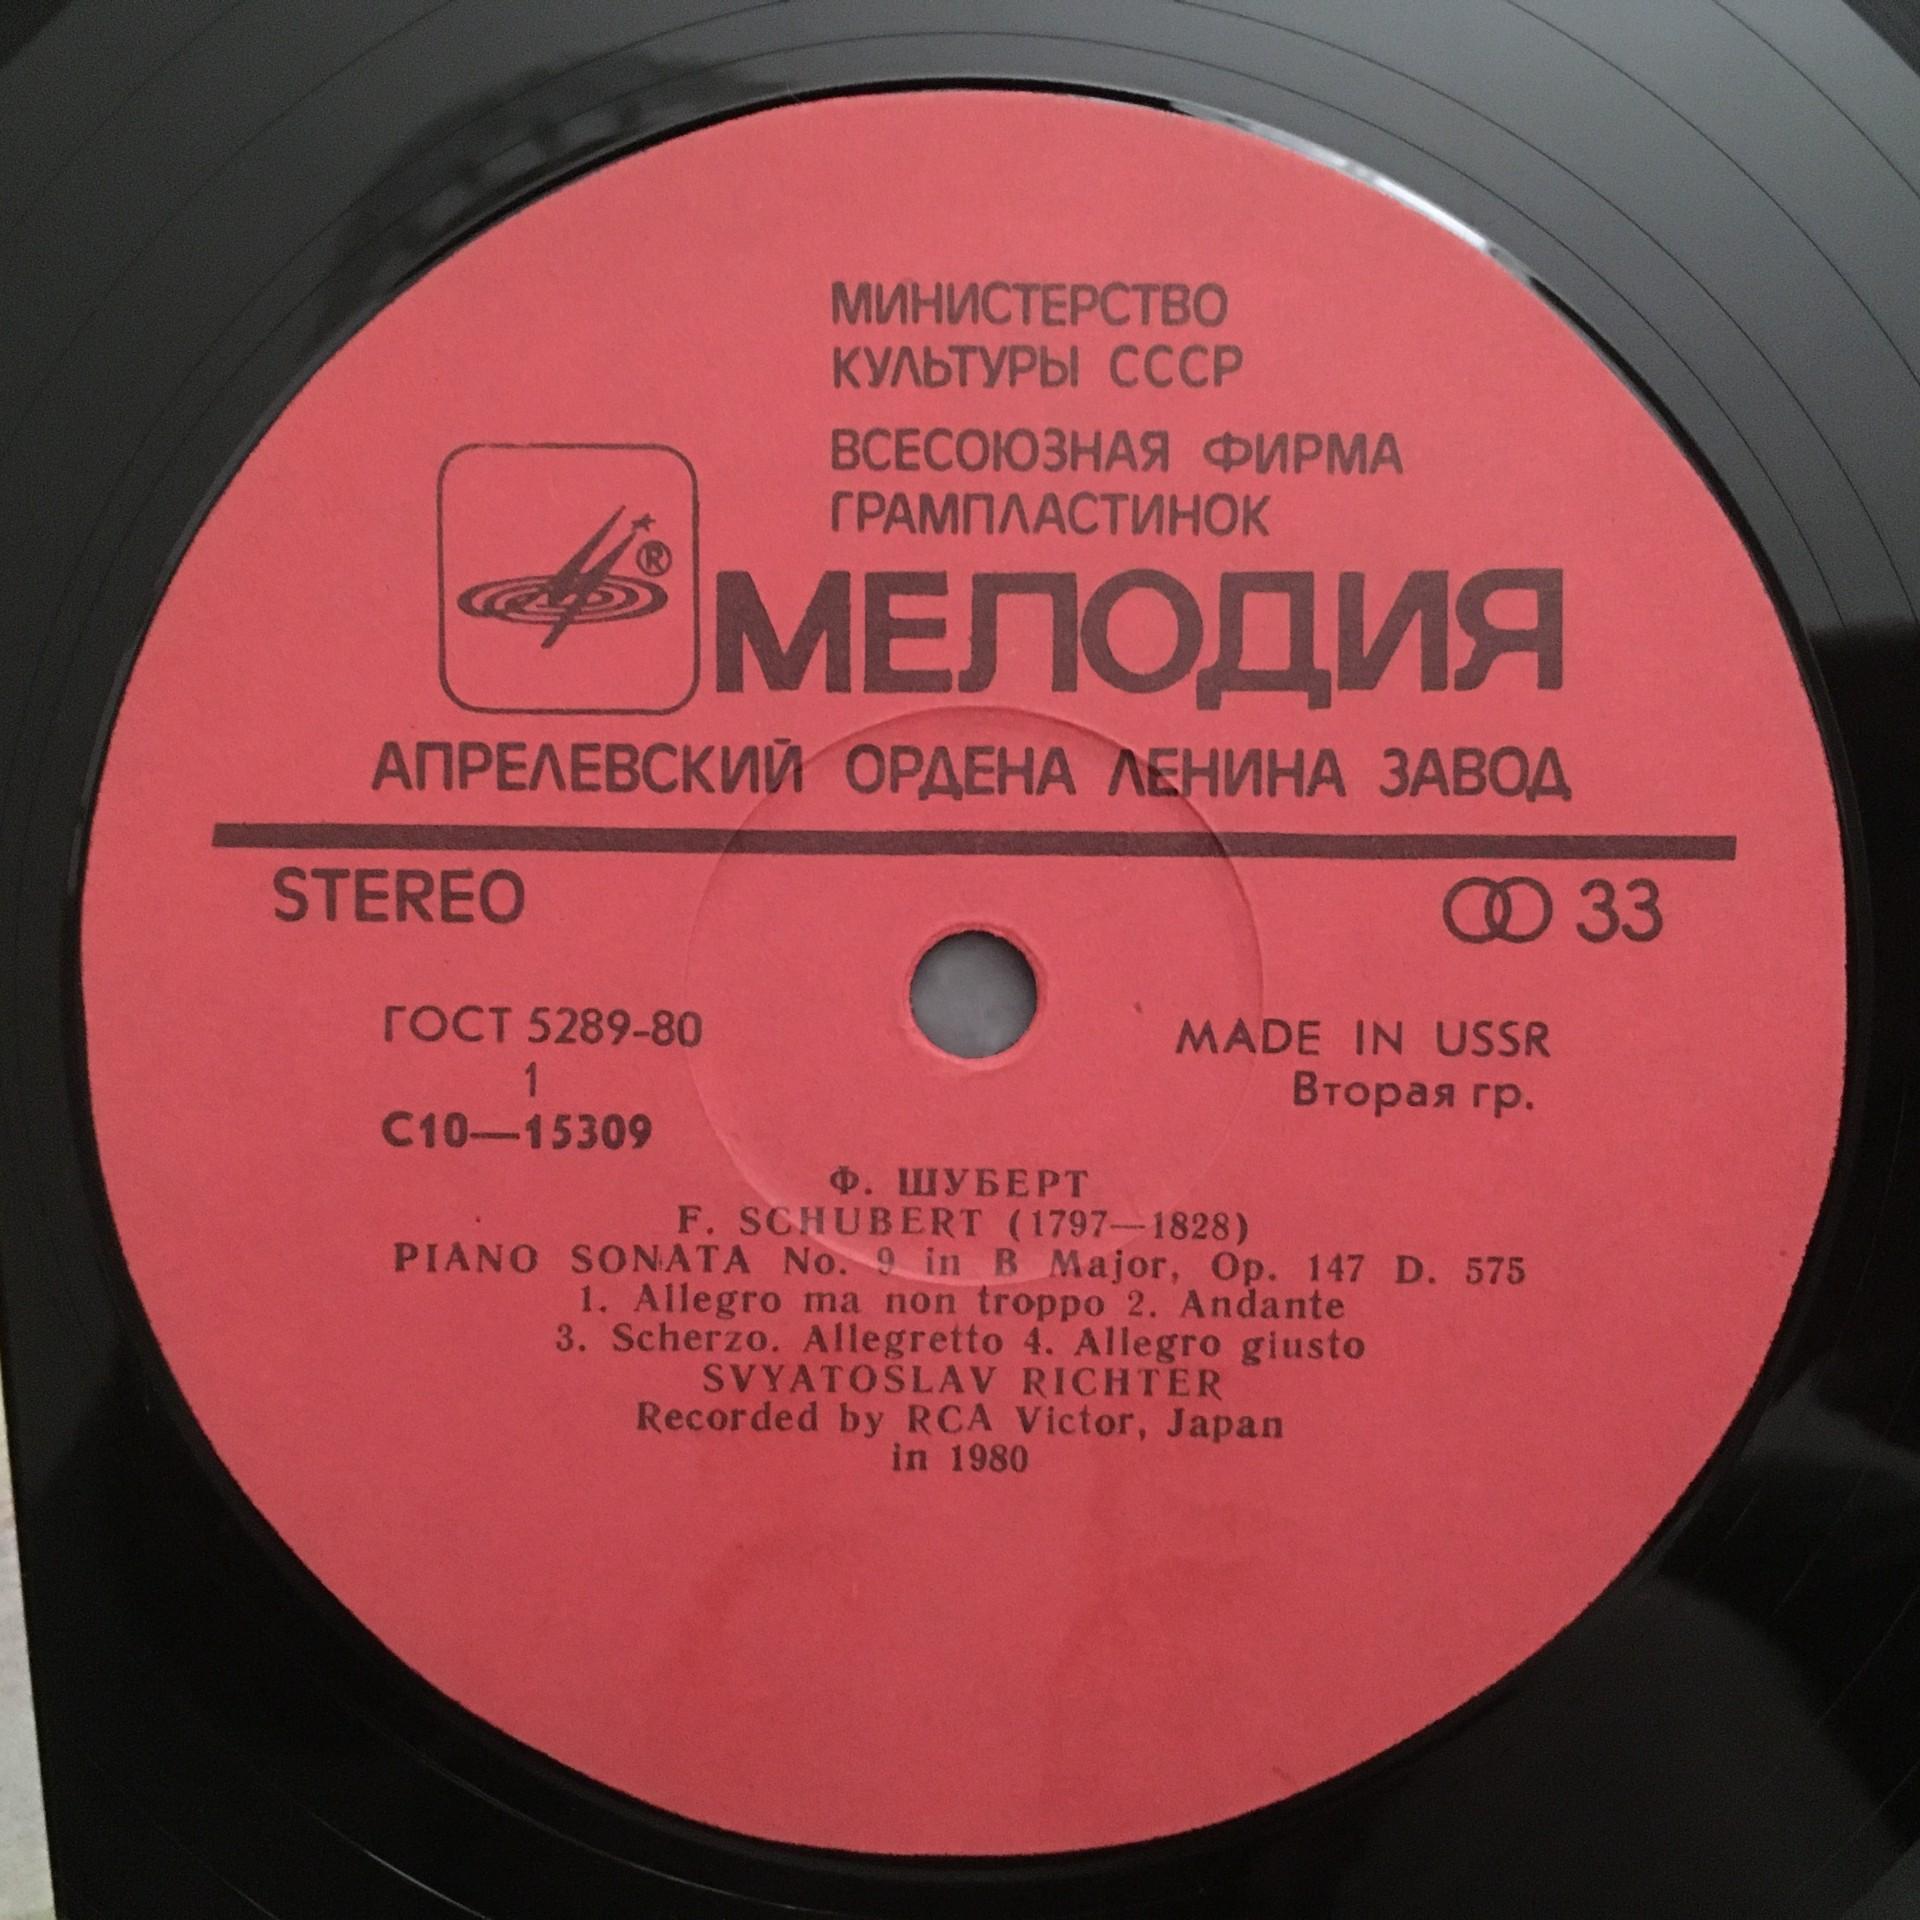 МИНИСТЕРСТВО
КУЛЬТУРЫ СССР
ВСЕСОЮЗНАЯ ФИРМА
ГРАМПЛАСТИНОК
®
МЕЛОДИЯ
АПРЕЛЕВСКИЙ ОРДЕНА ЛЕНИНА ЗАВОД
STEREO
33
ГОСТ 5289-80
MADE IN USSR
1
Вторая гр.
С10—15309
Ф. ШУБЕРТ
F. SCHUBERT (1797—1828)
PIANO SONATA No. 9 in B Major, Op. 147 D. 575
1. Allegro ma non troppo 2. Andante
3. Scherzo. Allegretto 4. Allegro giusto
SVYATOSLAV RICHTER
Recorded by RCA Victor, Japan
in 1980